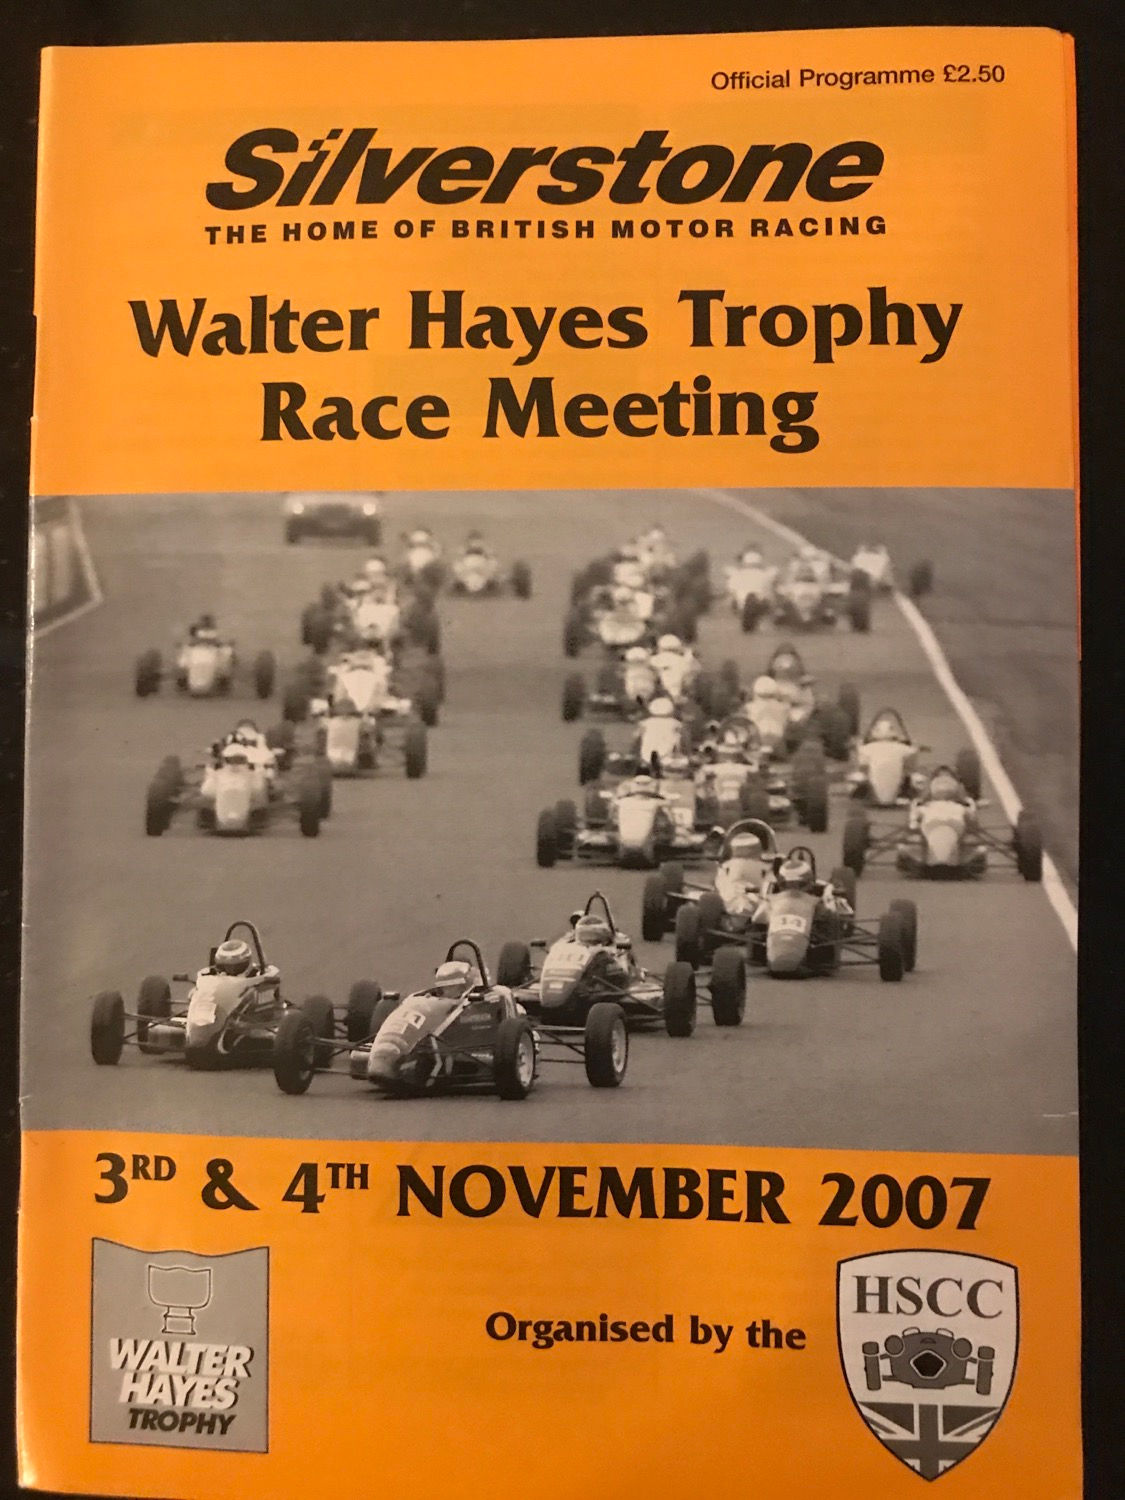 Official Programme £2.50
Silverstone
THE HOME OF BRITISH MOTOR RACING
Walter Hayes Trophy
Race Meeting
14
3RD & 4TH NOVEMBER 2007
Organised by the
HSCC
WALTER
HAYES
TROPHY